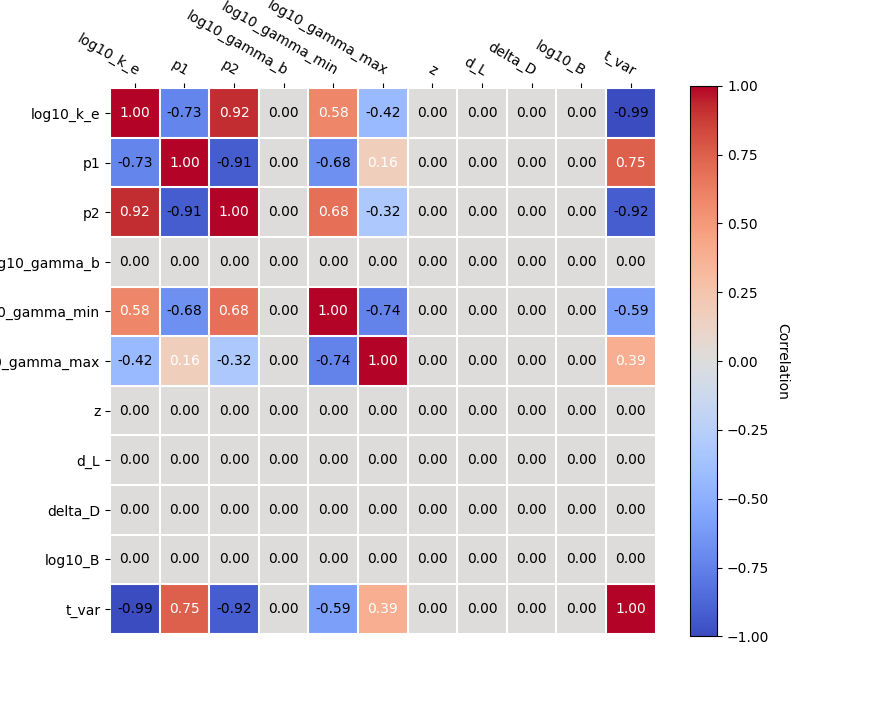 log10_k_e p1 p2 log10_gamma_b log10_gamma_min log10_gamma_max z d_L delta_D log10_B t_var
log10_k_e 1.00 -0.73 0.92 0.00 0.58 -0.42 0.00 0.00 0.00 0.00 -0.99
p1 -0.73 1.00 -0.91 0.00 -0.68 0.16 0.00 0.00 0.00 0.00 0.75
p2 0.92 -0.91 1.00 0.00 0.68 -0.32 0.00 0.00 0.00 0.00 -0.92
g10_gamma_b 0.00 0.00 0.00 0.00 0.00 0.00 0.00 0.00 0.00 0.00 0.00
0_gamma_min 0.58 -0.68 0.68 0.00 1.00 -0.74 0.00 0.00 0.00 0.00 -0.59
_gamma_max -0.42 0.16 -0.32 0.00 -0.74 1.00 0.00 0.00 0.00 0.00 0.39
z 0.00 0.00 0.00 0.00 0.00 0.00 0.00 0.00 0.00 0.00 0.00
d_L 0.00 0.00 0.00 0.00 0.00 0.00 0.00 0.00 0.00 0.00 0.00
delta_D 0.00 0.00 0.00 0.00 0.00 0.00 0.00 0.00 0.00 0.00 0.00
log10_B 0.00 0.00 0.00 0.00 0.00 0.00 0.00 0.00 0.00 0.00 0.00
t_var -0.99 0.75 -0.92 0.00 -0.59 0.39 0.00 0.00 0.00 0.00 1.00
1.00
0.75
0.50
0.25
0.00
−0.25
−0.50
−0.75
−1.00
Correlation